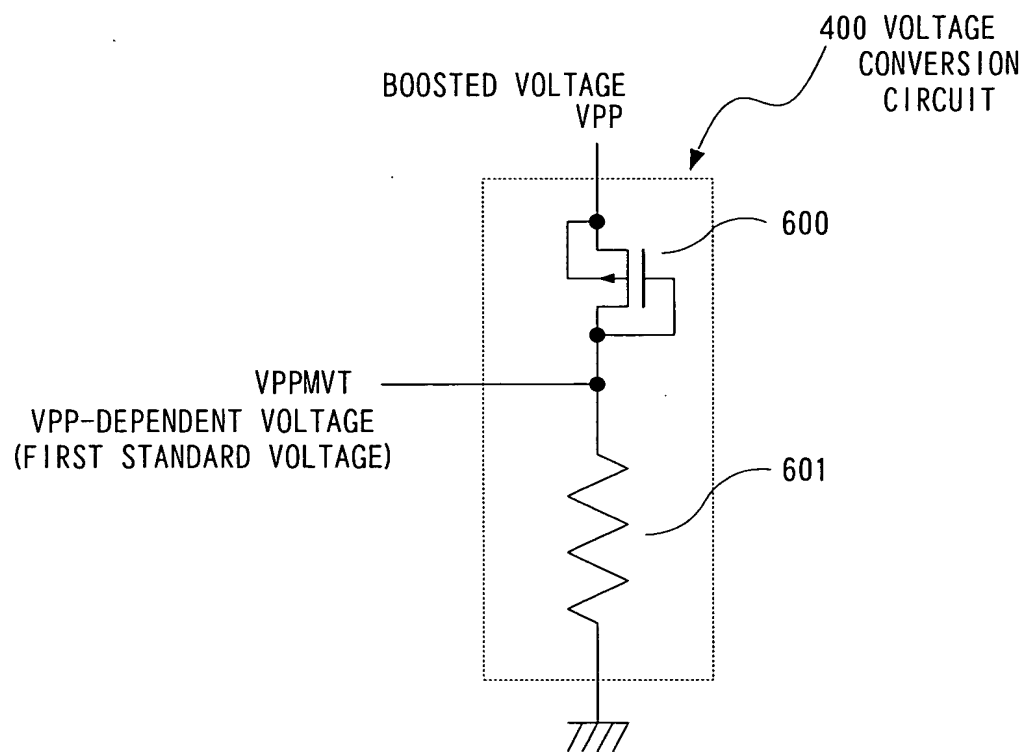 400 VOLTAGE
CONVERSION
CIRCUIT
BOOSTED VOLTAGE
VPP
600
VPPMVT
VPP-DEPENDENT VOLTAGE
(FIRST STANDARD VOLTAGE)
601